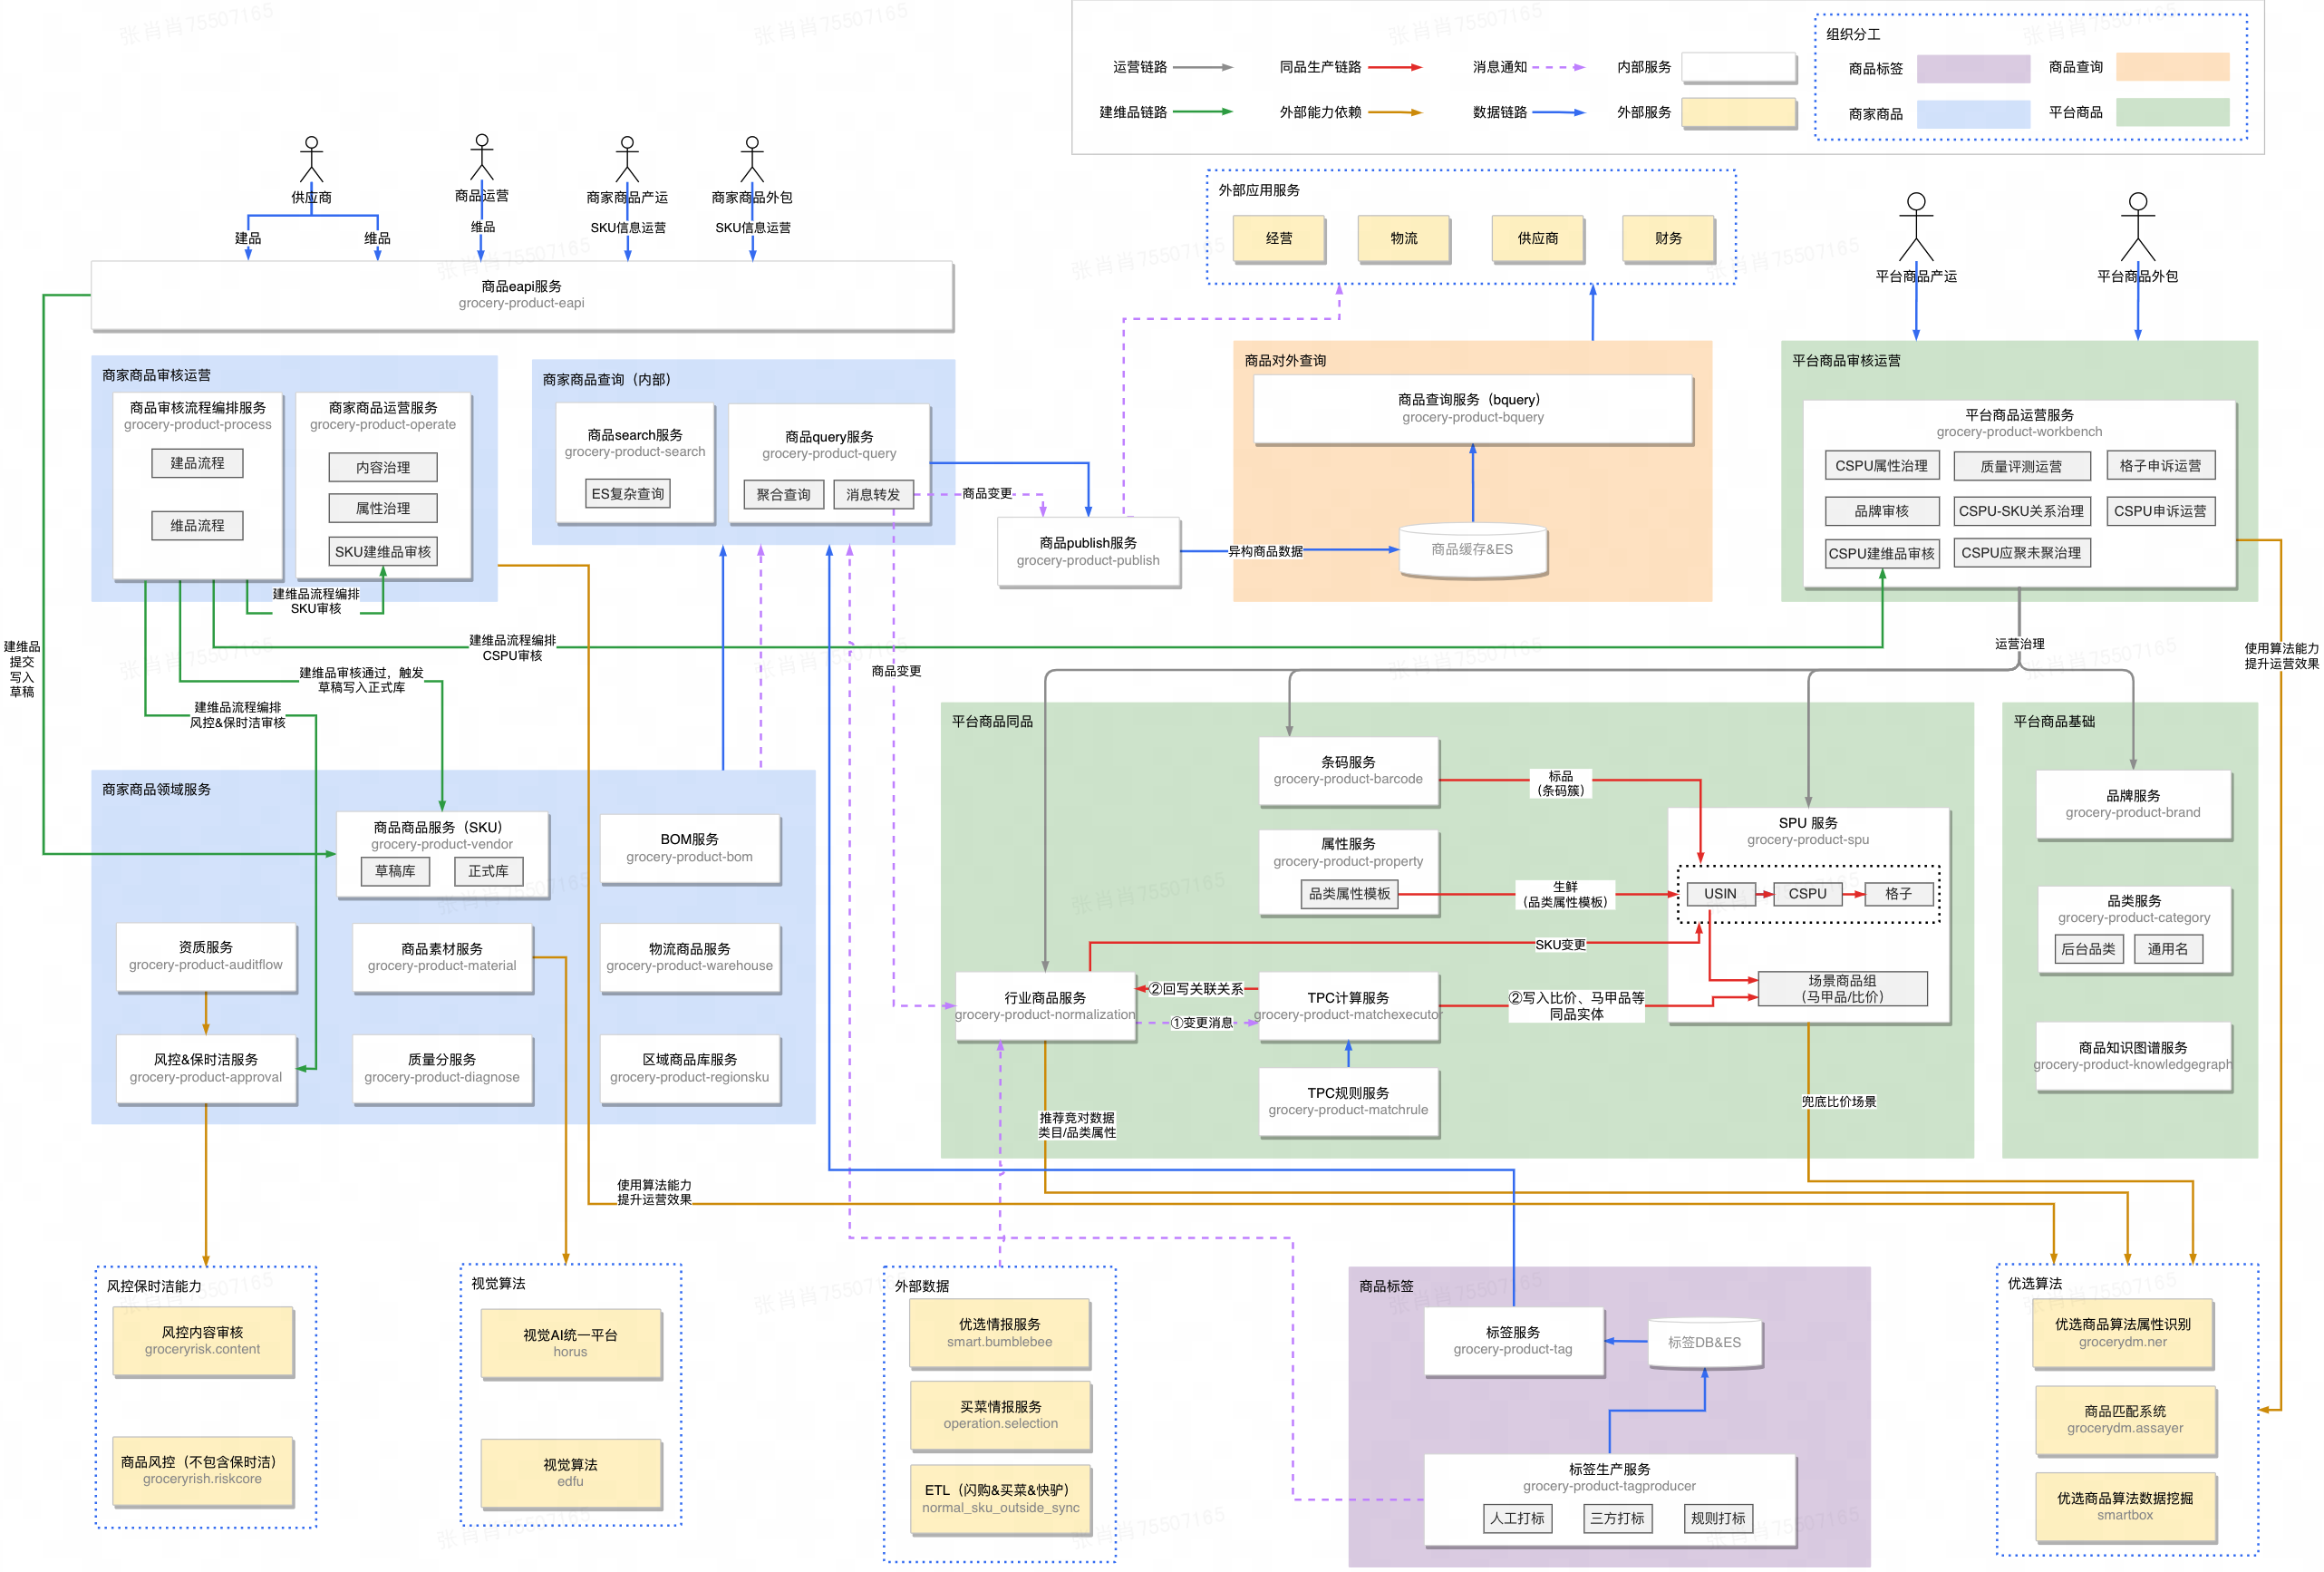 运营链路
同品生产链路
消息通知
内部服务
建维品链路
外部能力依赖
数据链路
外部服务
组织分工
商品标签
商品查询
商家商品
平台商品
供应商
商品运营
商家商品产运
商家商品外包
建品
维品
维品
SKU信息运营
SKU信息运营
商品eapi服务
grocery-product-eapi
外部应用服务
经营
物流
供应商
财务
平台商品产运
平台商品外包
商家商品审核运营
商品审核流程编排服务
grocery-product-process
建品流程
维品流程
商家商品运营服务
grocery-product-operate
内容治理
属性治理
SKU建维品审核
商家商品查询（内部）
商品search服务
grocery-product-search
ES复杂查询
商品query服务
grocery-product-query
聚合查询
消息转发
商品变更
商品publish服务
grocery-product-publish
异构商品数据
商品对外查询
商品查询服务（bquery）
grocery-product-bquery
商品缓存&ES
平台商品审核运营
平台商品运营服务
grocery-product-workbench
CSPU属性治理
质量评测运营
格子申诉运营
品牌审核
CSPU-SKU关系治理
CSPU申诉运营
CSPU建维品审核
CSPU应聚未聚治理
建维品流程编排
SKU审核
建维品流程编排
CSPU审核
建维品审核通过，触发
草稿写入正式库
建维品流程编排
风控&保时洁审核
建维品
提交
写入
草稿
商品变更
运营治理
使用算法能力
提升运营效果
商家商品领域服务
商品商品服务（SKU）
grocery-product-vendor
草稿库
正式库
BOM服务
grocery-product-bom
资质服务
grocery-product-auditflow
商品素材服务
grocery-product-material
物流商品服务
grocery-product-warehouse
风控&保时洁服务
grocery-product-approval
质量分服务
grocery-product-diagnose
区域商品库服务
grocery-product-regionsku
平台商品同品
条码服务
grocery-product-barcode
标品
（条码簇）
属性服务
grocery-product-property
品类属性模板
生鲜
（品类属性模板）
SPU 服务
grocery-product-spu
USIN
CSPU
格子
场景商品组
（马甲品/比价）
SKU变更
行业商品服务
grocery-product-normalization
②回写关联关系
①变更消息
TPC计算服务
grocery-product-matchexecutor
②写入比价、马甲品等
同品实体
TPC规则服务
grocery-product-matchrule
推荐竞对数据
类目/品类属性
兜底比价场景
平台商品基础
品牌服务
grocery-product-brand
品类服务
grocery-product-category
后台品类
通用名
商品知识图谱服务
grocery-product-knowledgegraph
使用算法能力
提升运营效果
风控保时洁能力
风控内容审核
groceryrisk.content
商品风控（不包含保时洁）
groceryrish.riskcore
视觉算法
视觉AI统一平台
horus
视觉算法
edfu
外部数据
优选情报服务
smart.bumblebee
买菜情报服务
operation.selection
ETL（闪购&买菜&快驴）
normal_sku_outside_sync
商品标签
标签服务
grocery-product-tag
标签DB&ES
标签生产服务
grocery-product-tagproducer
人工打标
三方打标
规则打标
优选算法
优选商品算法属性识别
grocerydm.ner
商品匹配系统
grocerydm.assayer
优选商品算法数据挖掘
smartbox
张肖肖75507165